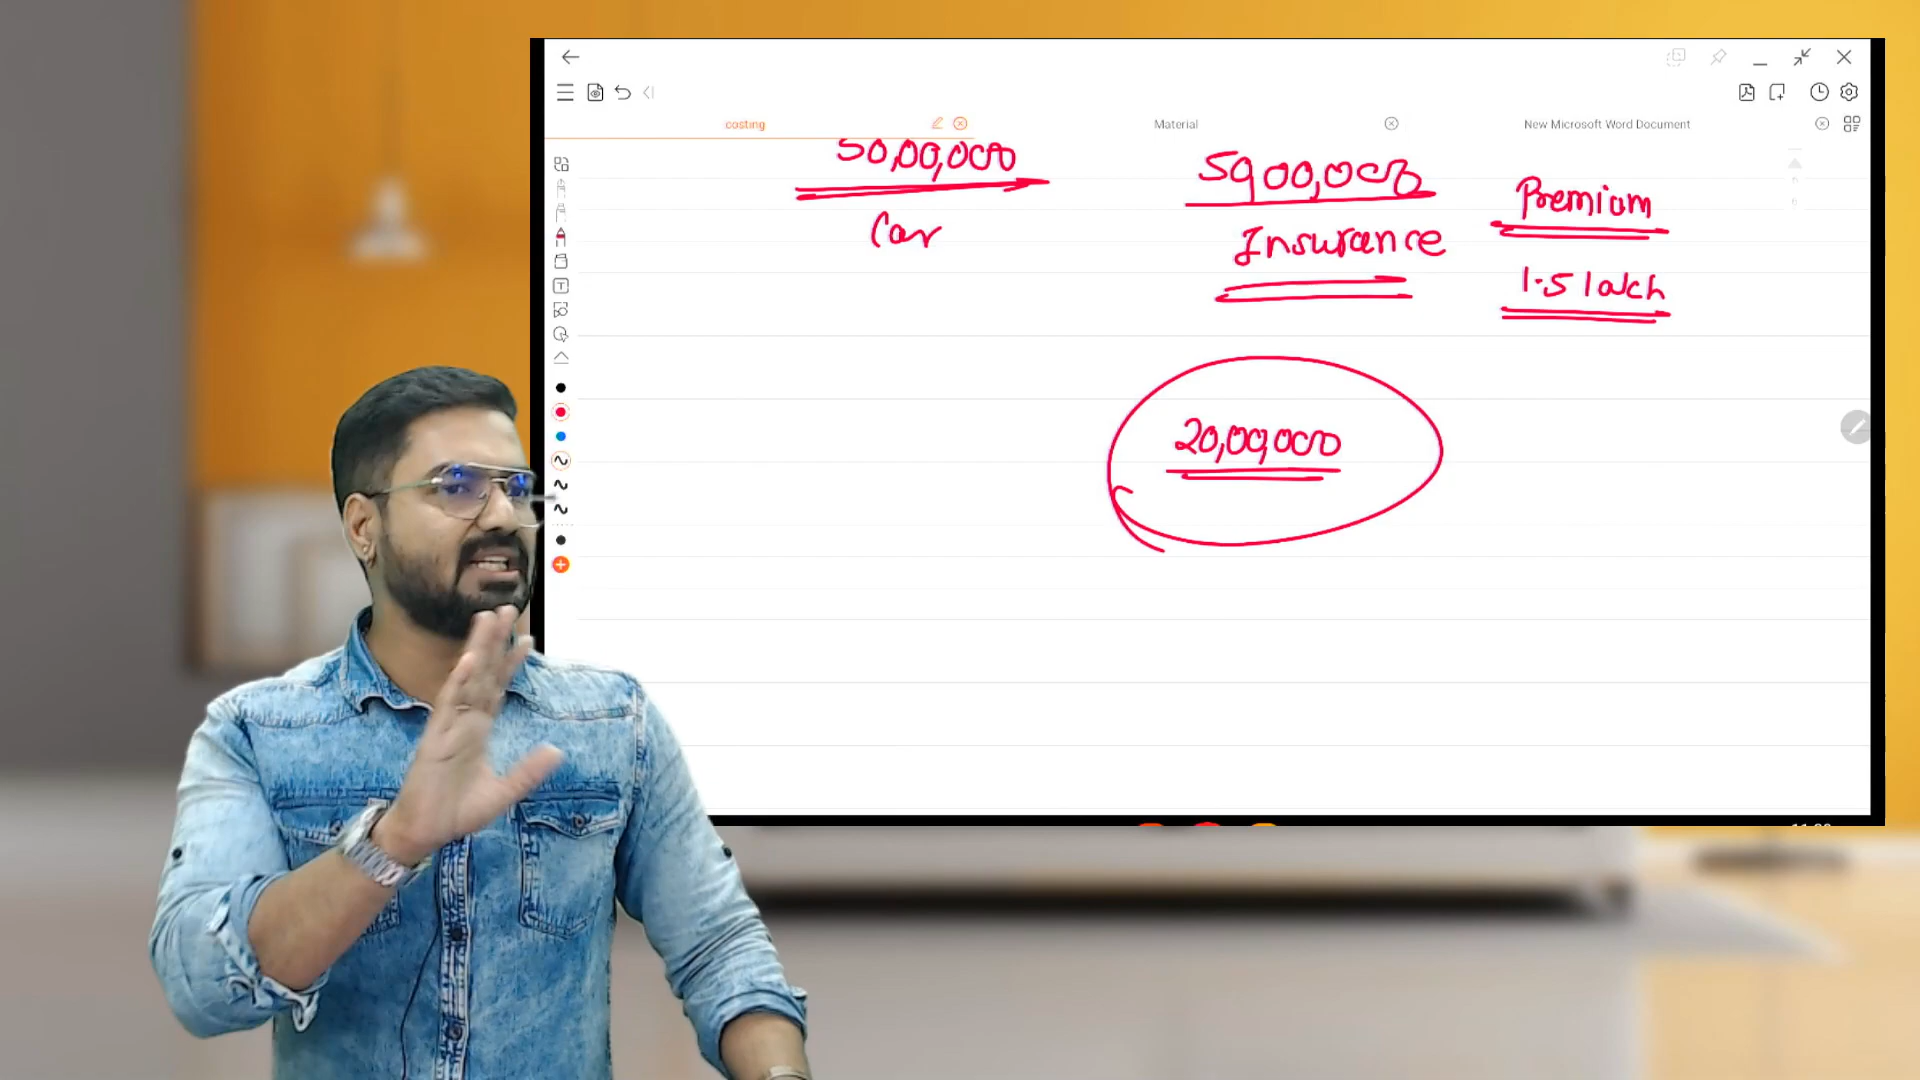 costing
Material
New Microsoft Word Document
50,00,000
50,00,000
Premium
Car
Insurance
1.5 lakh
20,00,000